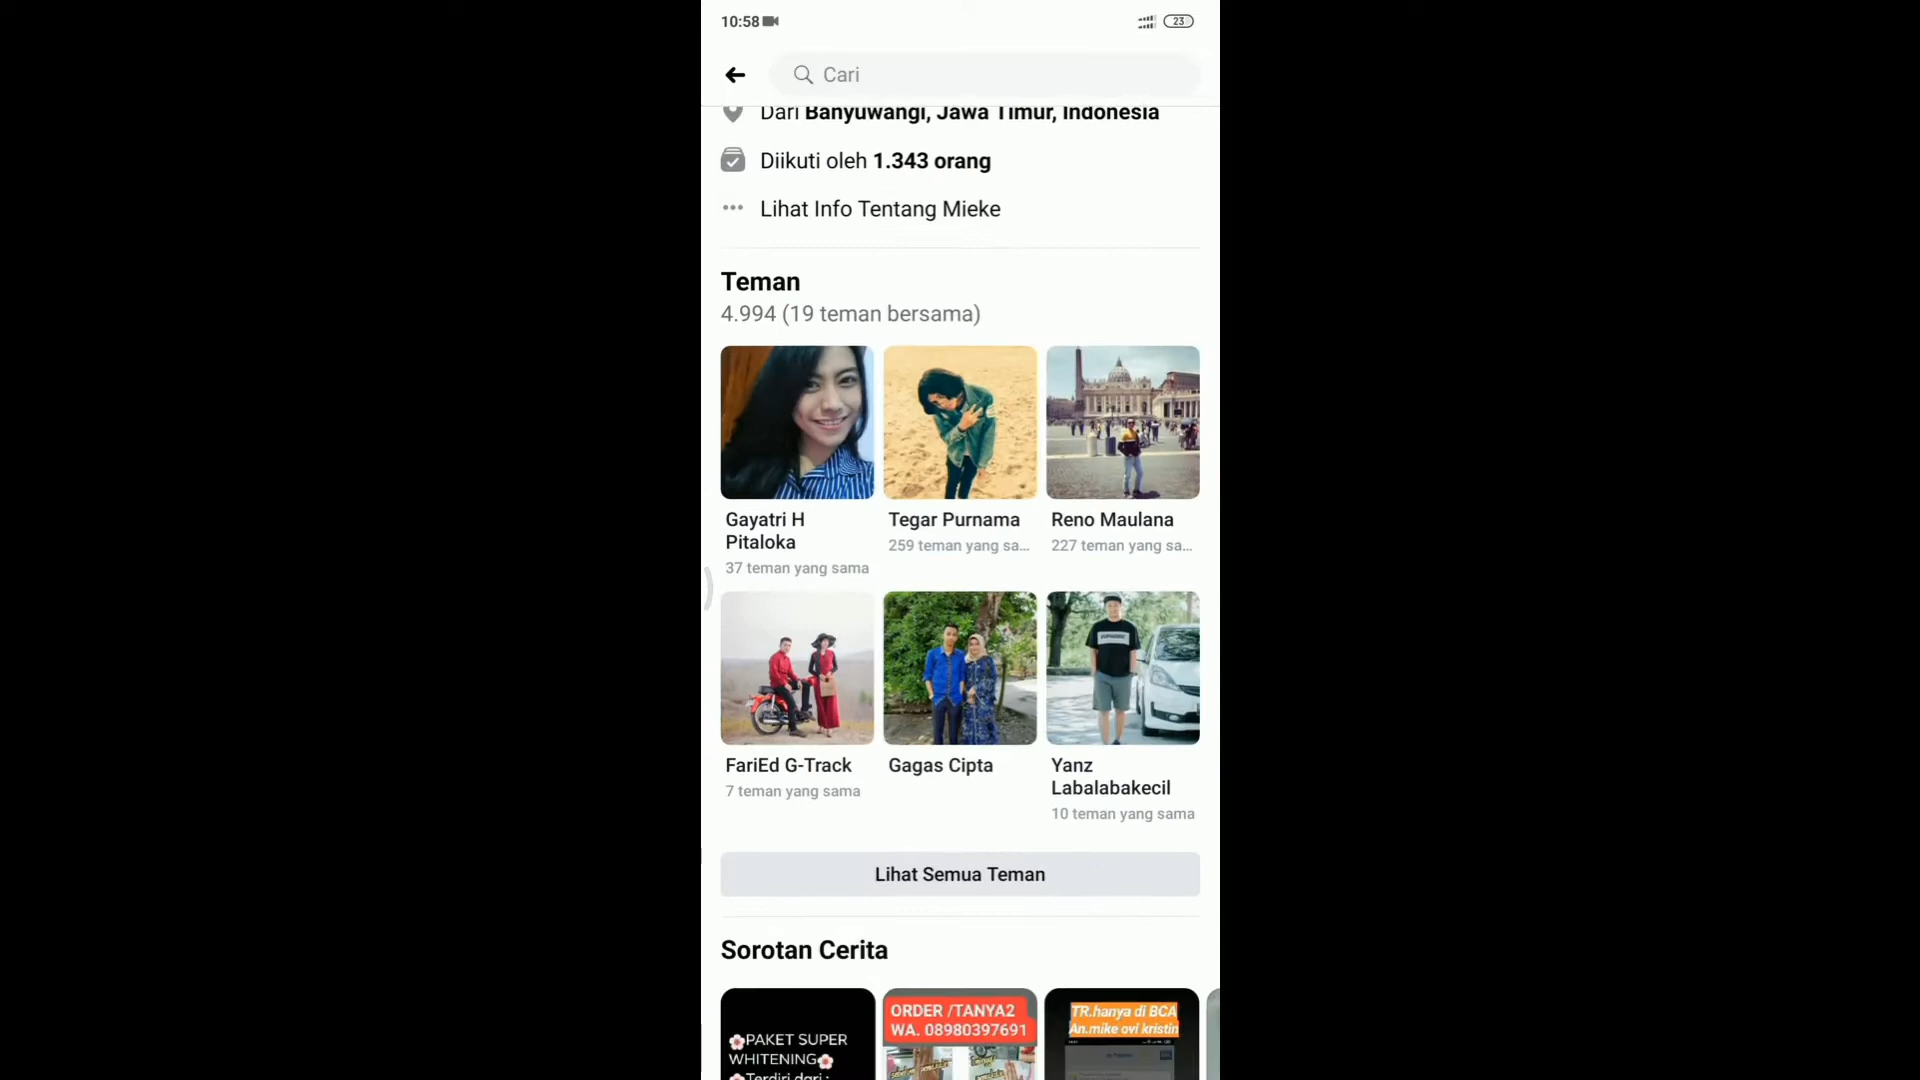 10:58
23
Cari
Dari Banyuwangi, Jawa Timur, Indonesia
Diikuti oleh 1.343 orang
Lihat Info Tentang Mieke
Teman
4.994 (19 teman bersama)
Gayatri H
Pitaloka
37 teman yang sama
Tegar Purnama
259 teman yang sa...
Reno Maulana
227 teman yang sa...
FariEd G-Track
7 teman yang sama
Gagas Cipta
Yanz
Labalabakecil
10 teman yang sama
Lihat Semua Teman
Sorotan Cerita
🌸PAKET SUPER
WHITENING🌸
🌸Terdiri dari :
ORDER /TANYA2
WA. 08980397691
TR.hanya di BCA
An.mike ovi kristin